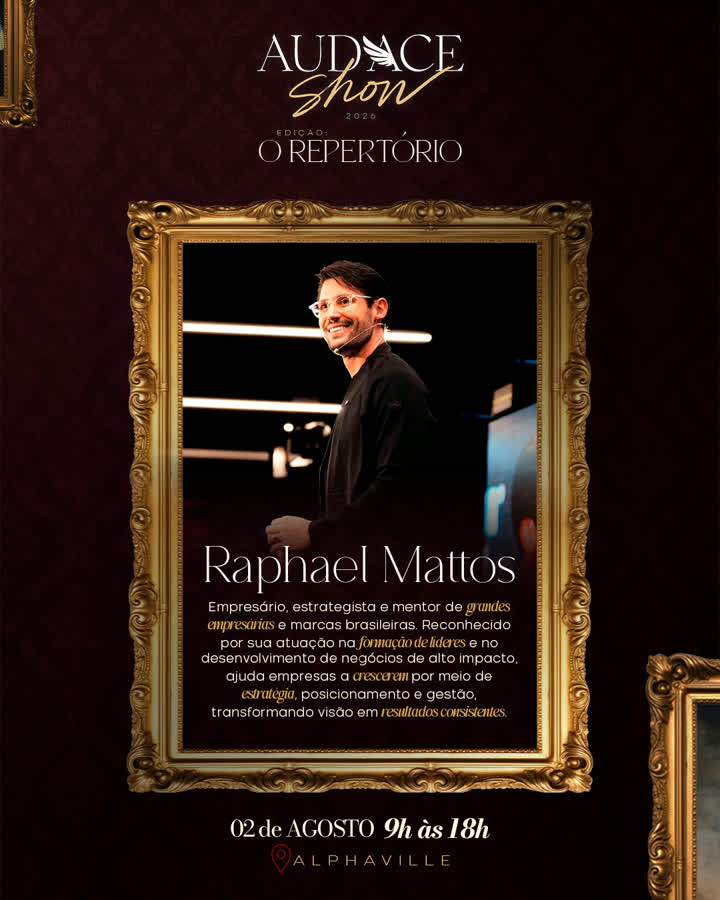 AUDACE
Show
2026
EDIÇÃO:
O REPERTÓRIO
Raphael Mattos
Empresário, estrategista e mentor de grandes
empresárias e marcas brasileiras. Reconhecido
por sua atuação na formação de líderes e no
desenvolvimento de negócios de alto impacto,
ajuda empresas a crescerem por meio de
estratégia, posicionamento e gestão,
transformando visão em resultados consistentes.
02 de AGOSTO 9h às 18h
ALPHAVILLE